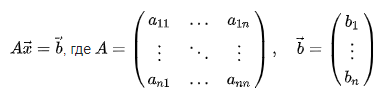 $A\vec{x} = \vec{b}$, где $A = \begin{pmatrix} a_{11} & \dots & a_{1n} \\ \vdots & \ddots & \vdots \\ a_{n1} & \dots & a_{nn} \end{pmatrix}, \quad \vec{b} = \begin{pmatrix} b_1 \\ \vdots \\ b_n \end{pmatrix}$